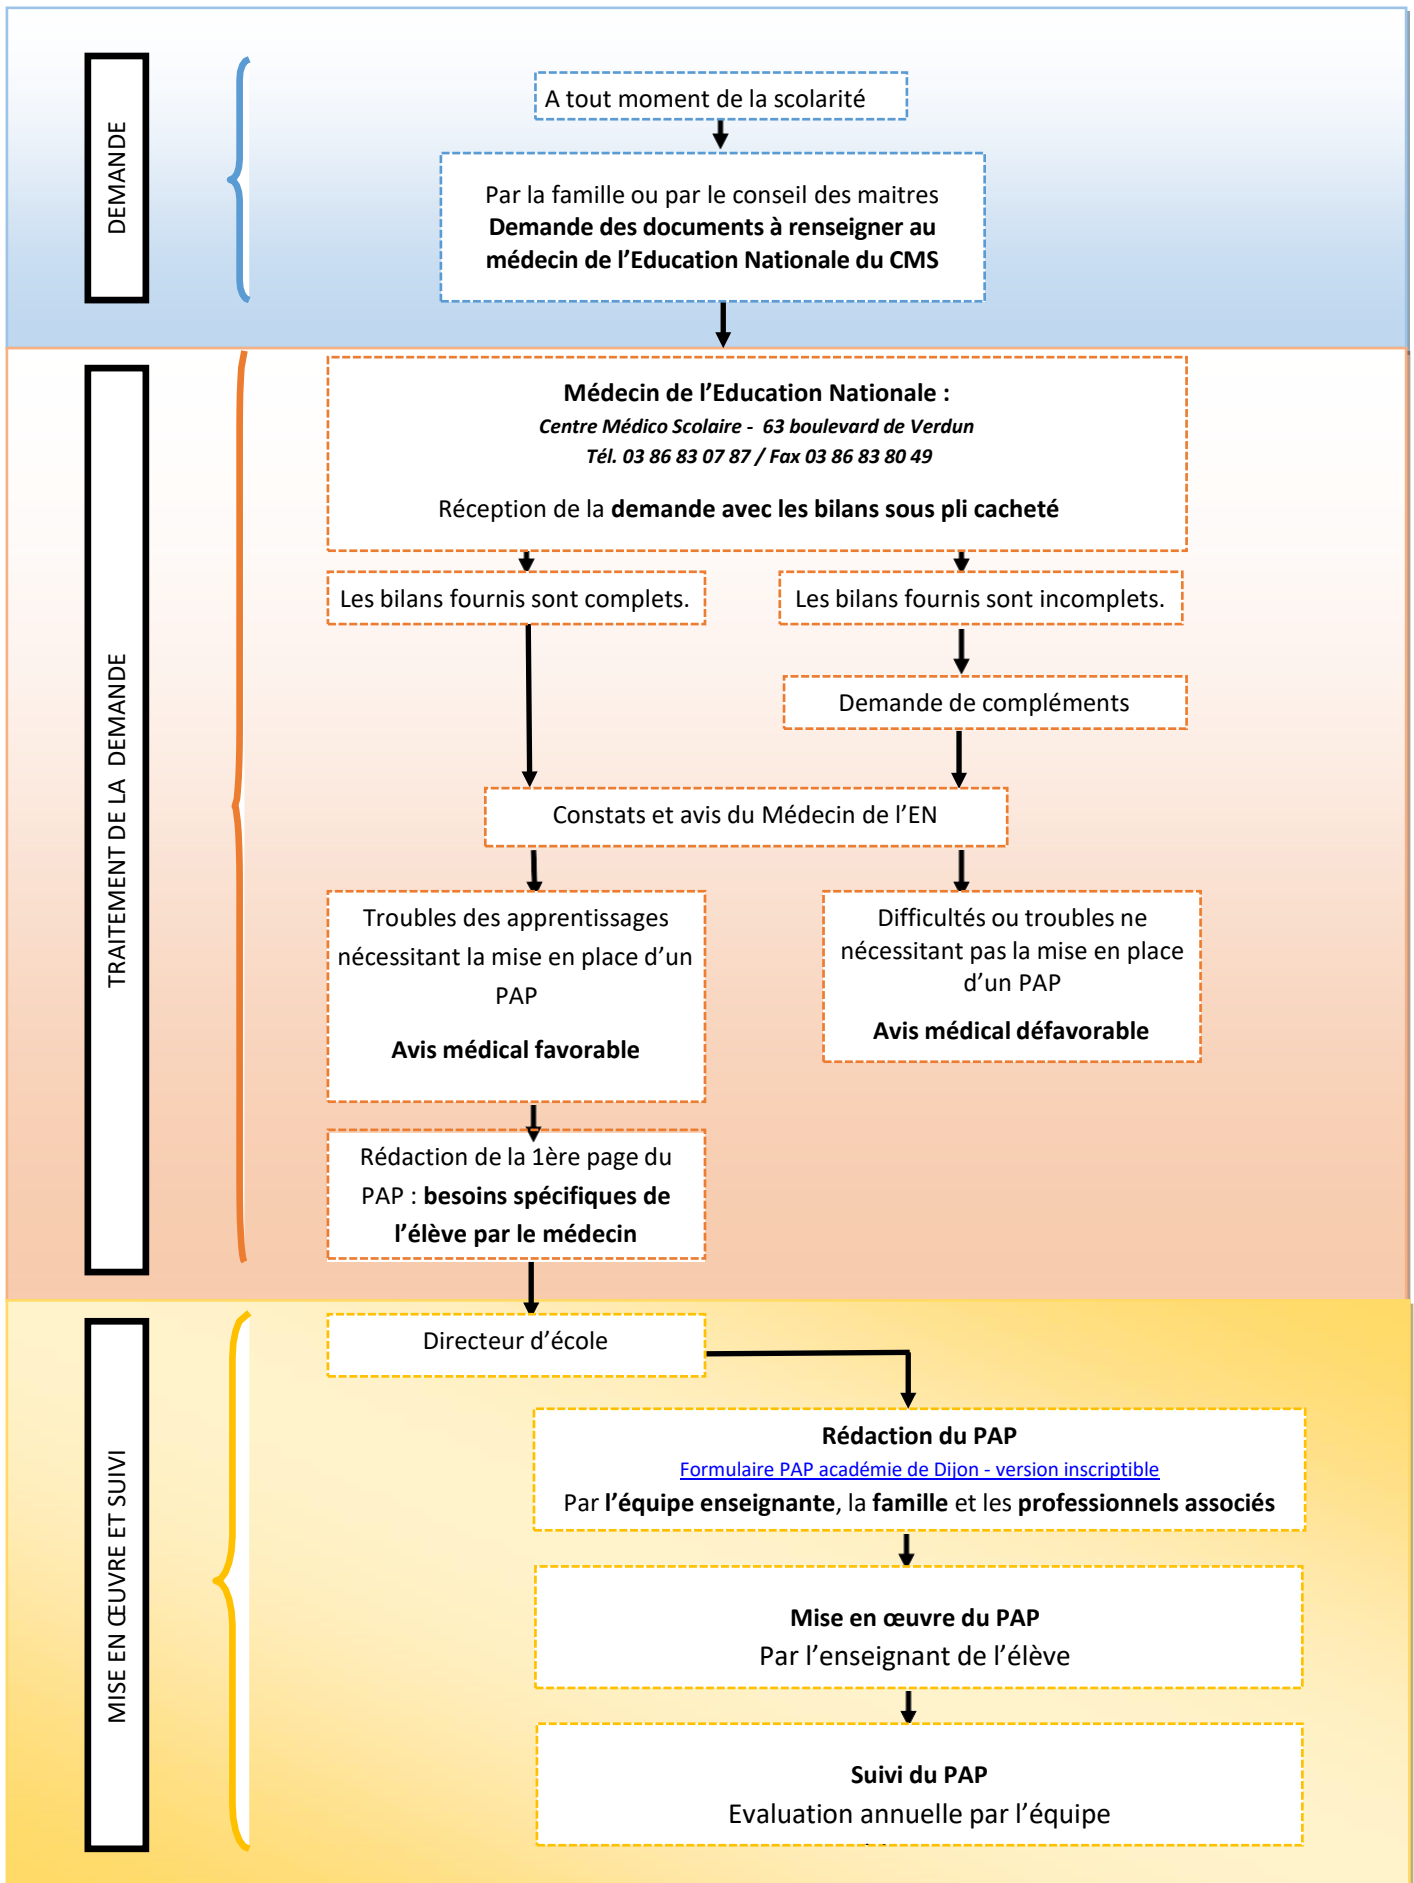 DEMANDE
A tout moment de la scolarité
Par la famille ou par le conseil des maitres
Demande des documents à renseigner au
médecin de l’Education Nationale du CMS
TRAITEMENT DE LA DEMANDE
Médecin de l’Education Nationale :
Centre Médico Scolaire - 63 boulevard de Verdun
Tél. 03 86 83 07 87 / Fax 03 86 83 80 49
Réception de la demande avec les bilans sous pli cacheté
Les bilans fournis sont complets.
Les bilans fournis sont incomplets.
Demande de compléments
Constats et avis du Médecin de l’EN
Troubles des apprentissages
nécessitant la mise en place d’un
PAP
Avis médical favorable
Difficultés ou troubles ne
nécessitant pas la mise en place
d’un PAP
Avis médical défavorable
Rédaction de la 1ère page du
PAP : besoins spécifiques de
l’élève par le médecin
MISE EN ŒUVRE ET SUIVI
Directeur d’école
Rédaction du PAP
Formulaire PAP académie de Dijon - version inscriptible
Par l’équipe enseignante, la famille et les professionnels associés
Mise en œuvre du PAP
Par l’enseignant de l’élève
Suivi du PAP
Evaluation annuelle par l’équipe